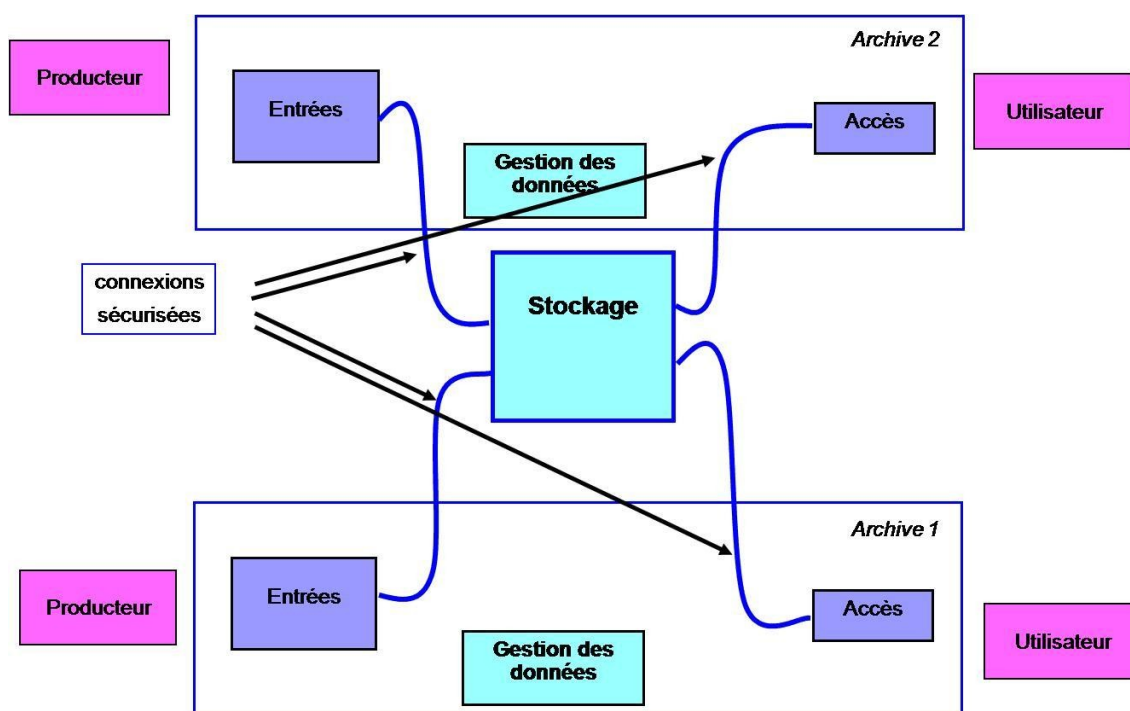 Archive 2
Producteur
Entrées
Accès
Utilisateur
Gestion des
données
connexions
sécurisées
Stockage
Archive 1
Producteur
Entrées
Accès
Utilisateur
Gestion des
données